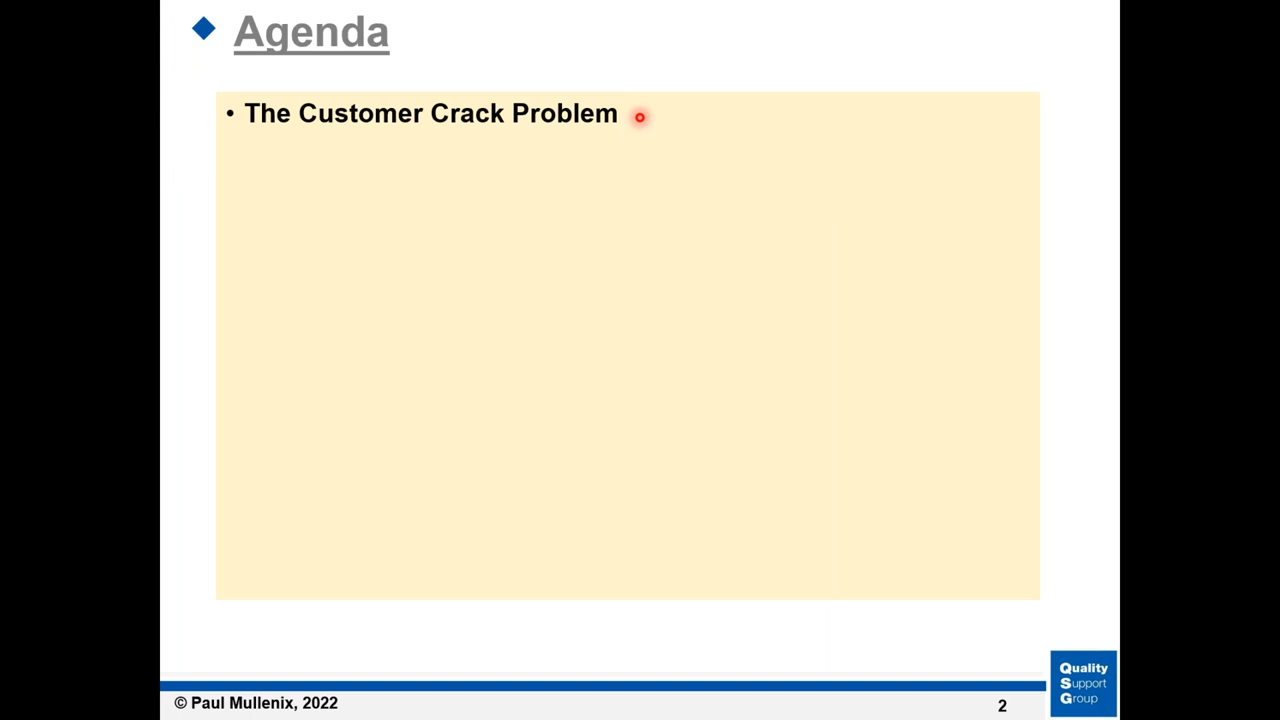 Agenda
• The Customer Crack Problem
© Paul Mullenix, 2022
2
Quality
Support
Group